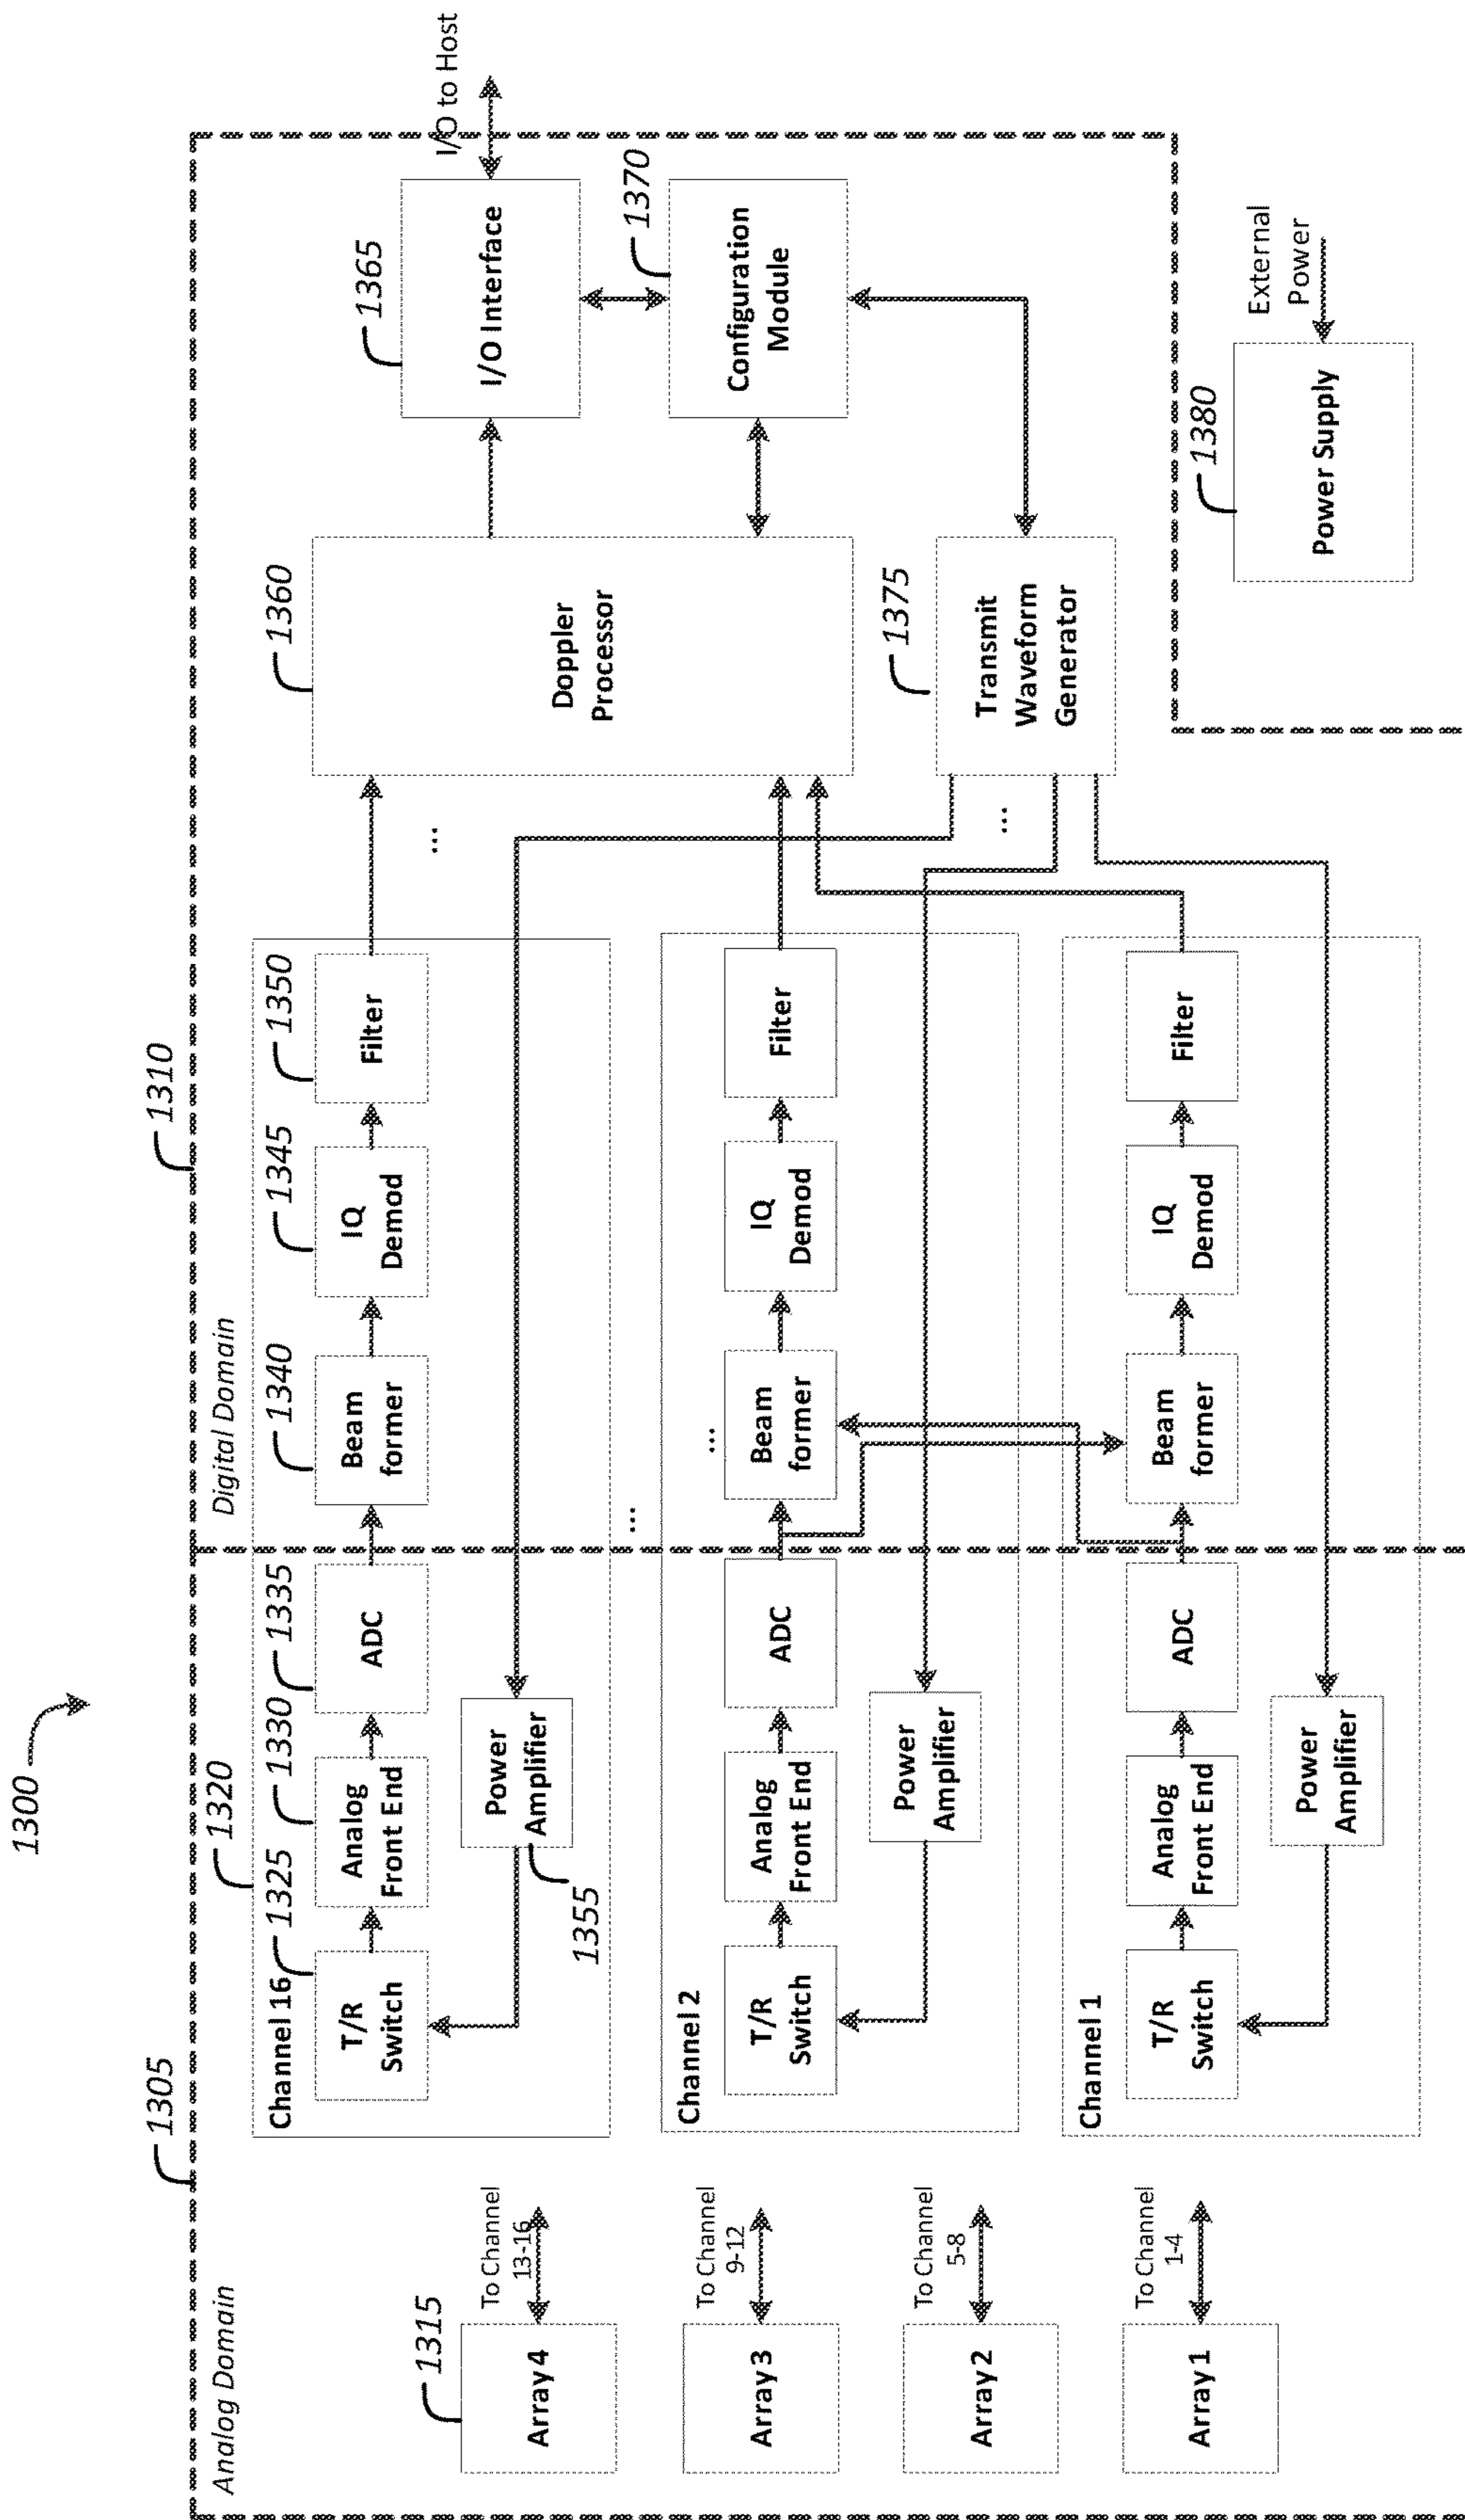 1300
1305
1310
Analog Domain
Digital Domain
1315
Array 4
To Channel
13-16
Array 3
To Channel
9-12
Array 2
To Channel
5-8
Array 1
To Channel
1-4
1320
Channel 16
1325
T/R
Switch
1330
Analog
Front End
1335
ADC
1340
Beam
former
1345
IQ
Demod
1350
Filter
Power
Amplifier
1355
...
...
Channel 2
T/R
Switch
Analog
Front End
ADC
...
Beam
former
IQ
Demod
Filter
Power
Amplifier
Channel 1
T/R
Switch
Analog
Front End
ADC
Beam
former
IQ
Demod
Filter
Power
Amplifier
1360
Doppler
Processor
1365
I/O Interface
I/O to Host
1370
Configuration
Module
1375
Transmit
Waveform
Generator
...
1380
Power Supply
External
Power